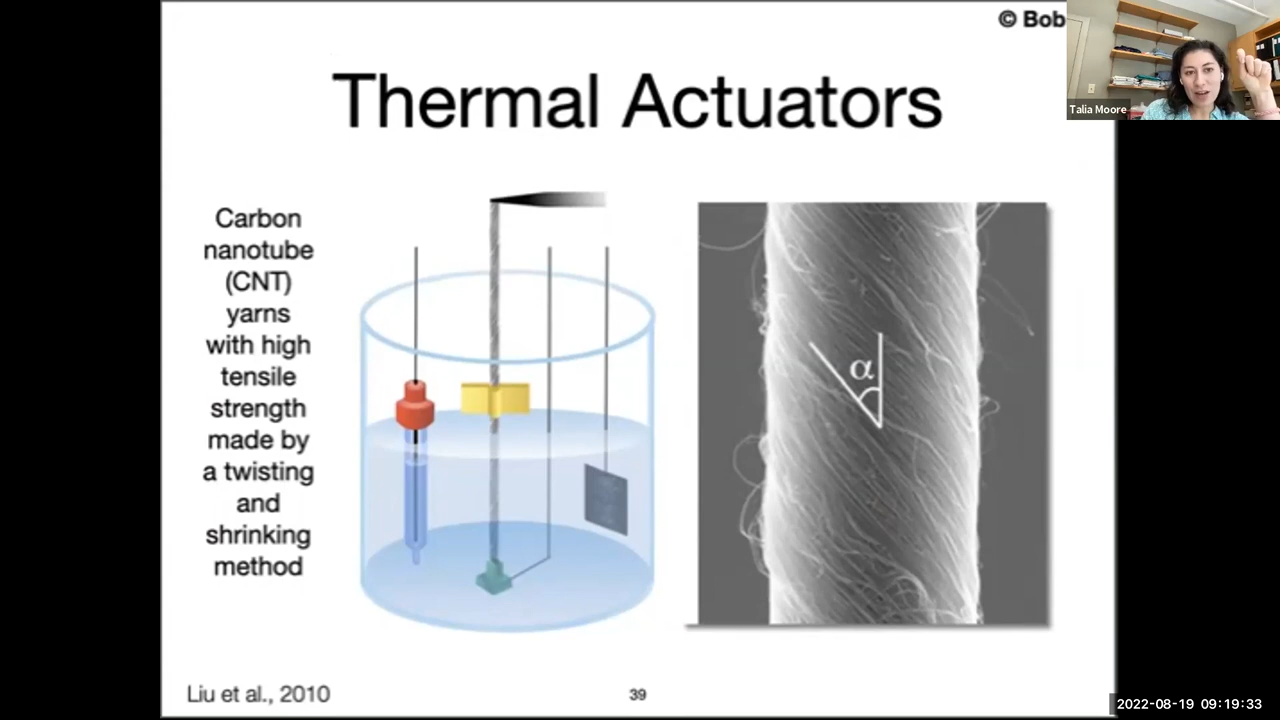 © Bob
Talia Moore
Thermal Actuators
Carbon
nanotube
(CNT)
yarns
with high
tensile
strength
made by
a twisting
and
shrinking
method
α
Liu et al., 2010
39
2022-08-19 09:19:33